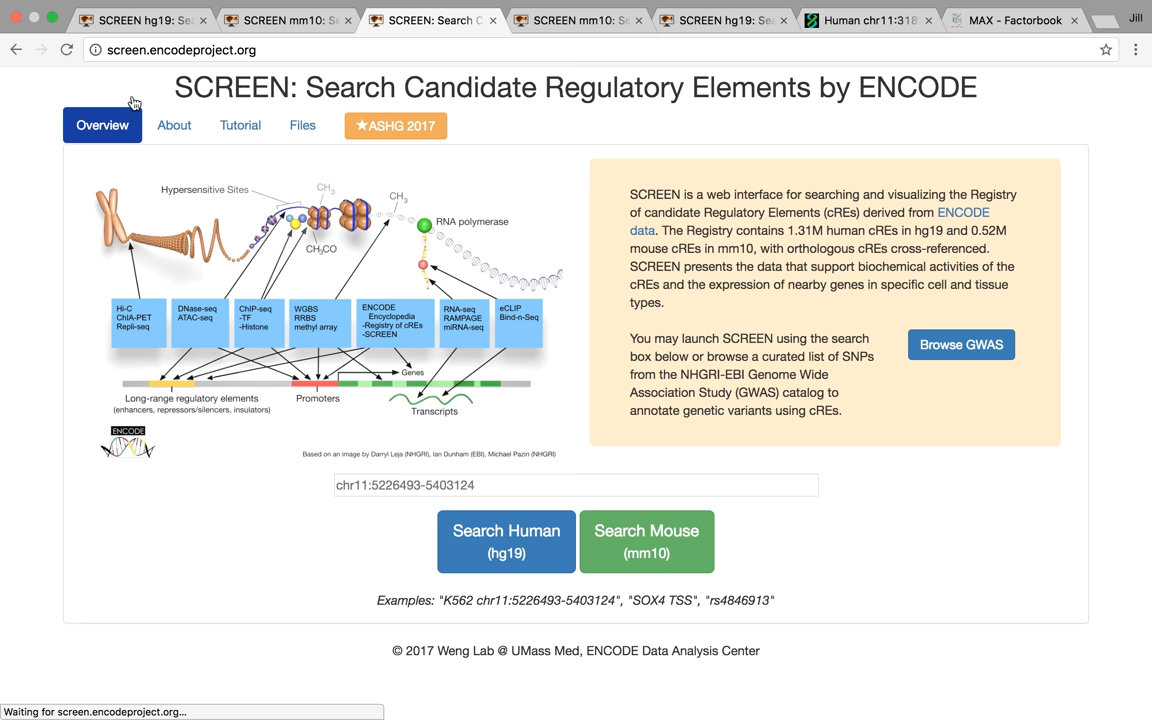 SCREEN hg19: Sea
SCREEN mm10: Se
SCREEN: Search C
SCREEN mm10: Se
SCREEN hg19: Sea
Human chr11:318
MAX - Factorbook
Jill
screen.encodeproject.org
SCREEN: Search Candidate Regulatory Elements by ENCODE
Overview
About
Tutorial
Files
★ASHG 2017
Hypersensitive Sites
CH3
CH3
RNA polymerase
CH3CO
Hi-C
ChIA-PET
Repli-seq
DNase-seq
ATAC-seq
ChIP-seq
-TF
-Histone
WGBS
RRBS
methyl array
ENCODE
Encyclopedia
-Registry of cREs
-SCREEN
RNA-seq
RAMPAGE
miRNA-seq
eCLIP
Bind-n-Seq
Genes
Long-range regulatory elements
(enhancers, repressors/silencers, insulators)
Promoters
Transcripts
ENCODE
Based on an image by Darryl Leja (NHGRI), Ian Dunham (EBI), Michael Pazin (NHGRI)
SCREEN is a web interface for searching and visualizing the Registry
of candidate Regulatory Elements (cREs) derived from ENCODE
data. The Registry contains 1.31M human cREs in hg19 and 0.52M
mouse cREs in mm10, with orthologous cREs cross-referenced.
SCREEN presents the data that support biochemical activities of the
cREs and the expression of nearby genes in specific cell and tissue
types.
You may launch SCREEN using the search
box below or browse a curated list of SNPs
from the NHGRI-EBI Genome Wide
Association Study (GWAS) catalog to
annotate genetic variants using cREs.
Browse GWAS
chr11:5226493-5403124
Search Human
(hg19)
Search Mouse
(mm10)
Examples: "K562 chr11:5226493-5403124", "SOX4 TSS", "rs4846913"
© 2017 Weng Lab @ UMass Med, ENCODE Data Analysis Center
Waiting for screen.encodeproject.org...